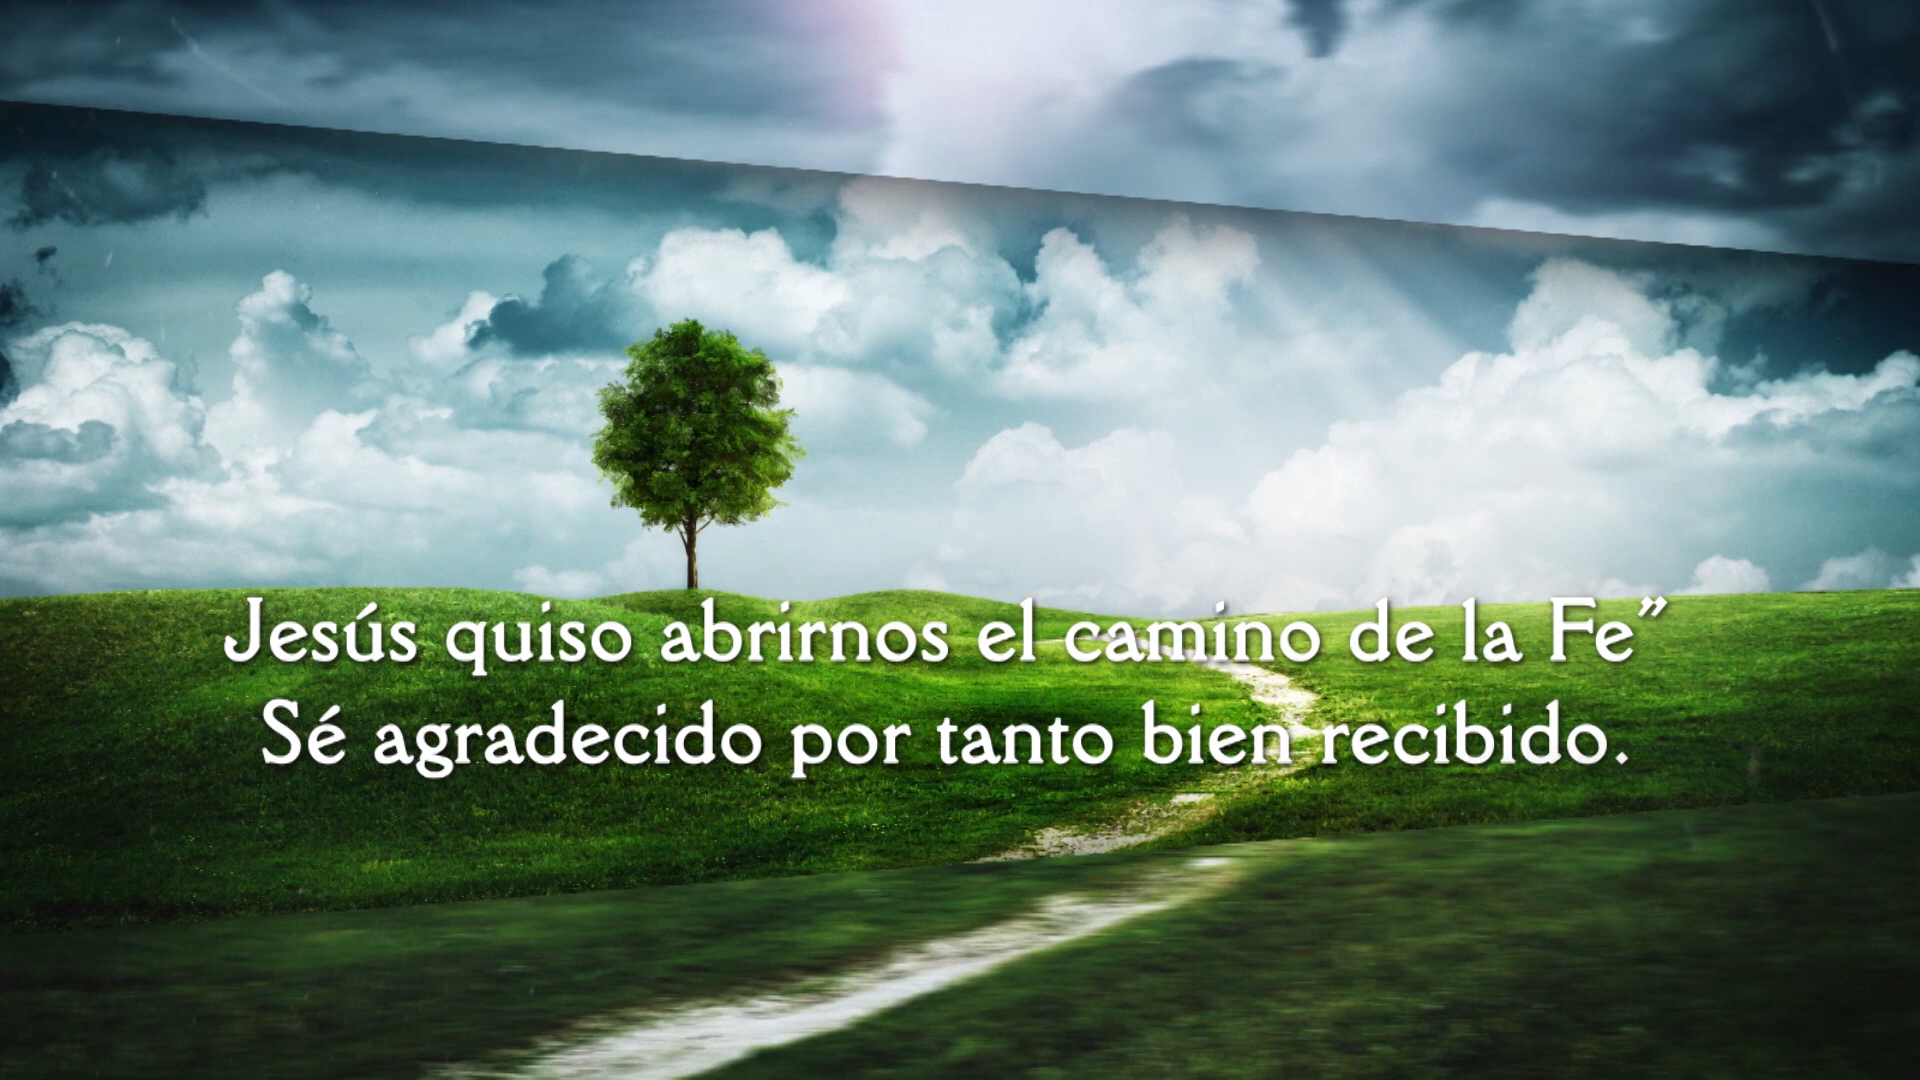 Jesús quiso abrirnos el camino de la Fe"
Sé agradecido por tanto bien recibido.